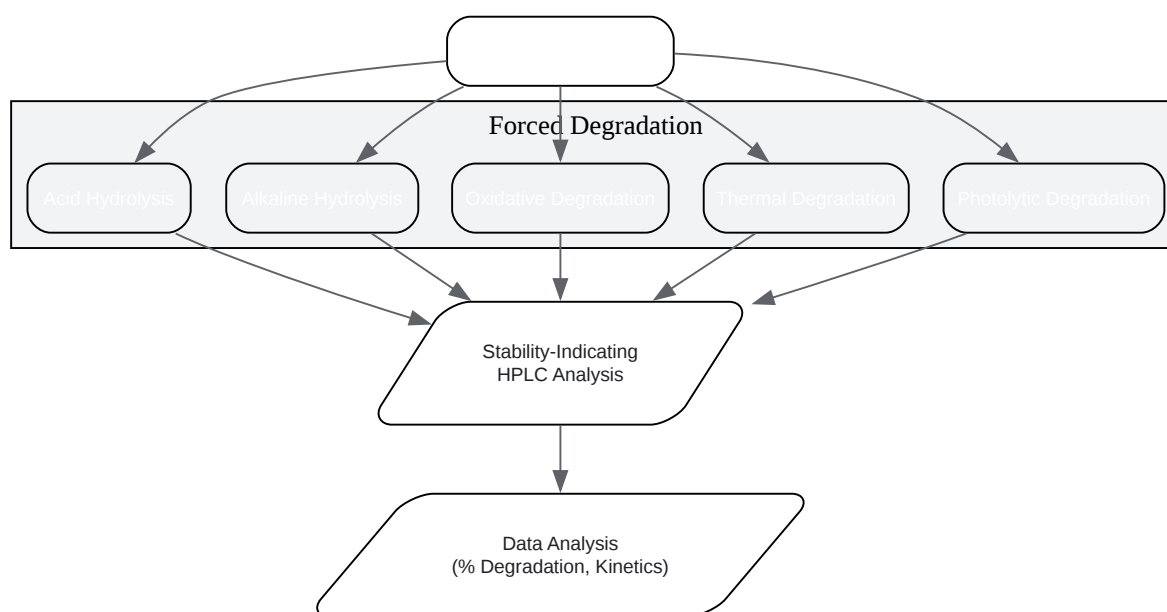 Forced Degradation
Acid Hydrolysis
Alkaline Hydrolysis
Oxidative Degradation
Thermal Degradation
Photolytic Degradation
Stability-Indicating
HPLC Analysis
Data Analysis
(% Degradation, Kinetics)